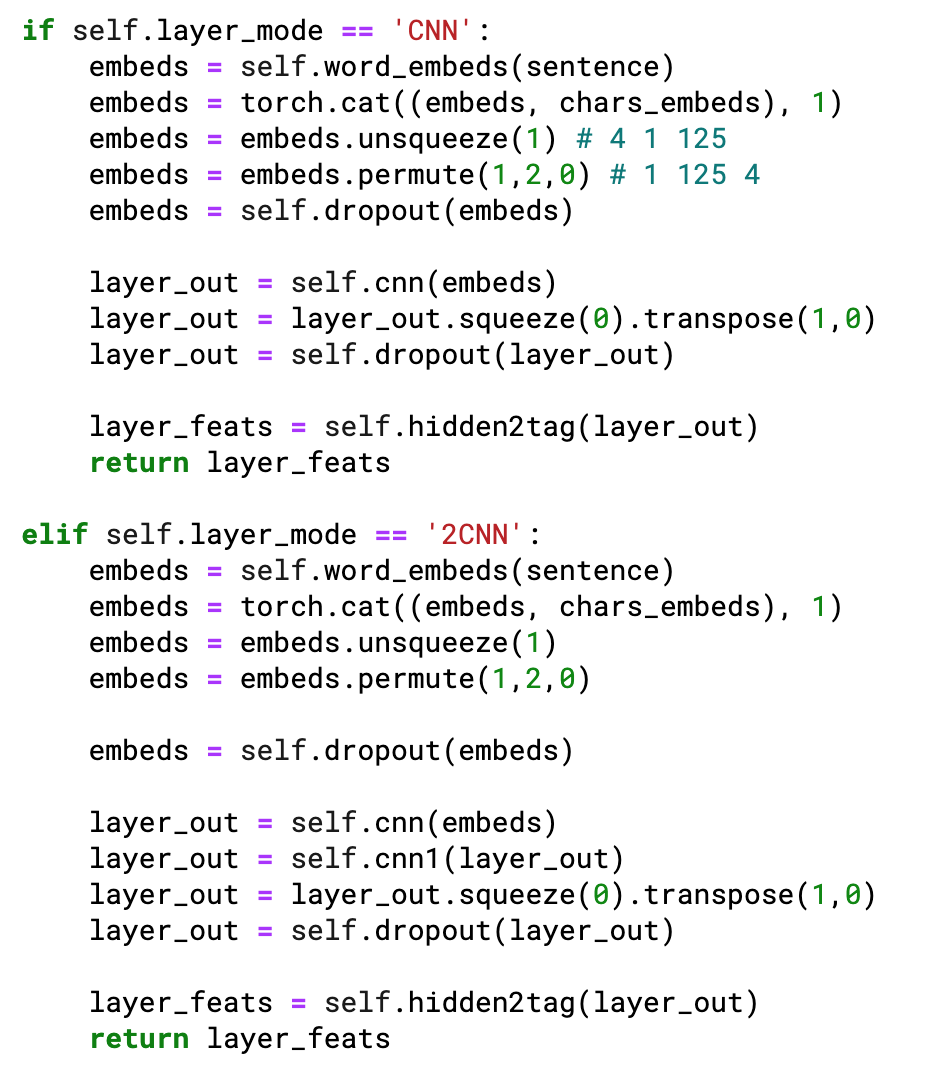 if self.layer_mode == 'CNN':
    embeds = self.word_embeds(sentence)
    embeds = torch.cat((embeds, chars_embeds), 1)
    embeds = embeds.unsqueeze(1) # 4 1 125
    embeds = embeds.permute(1,2,0) # 1 125 4
    embeds = self.dropout(embeds)

    layer_out = self.cnn(embeds)
    layer_out = layer_out.squeeze(0).transpose(1,0)
    layer_out = self.dropout(layer_out)

    layer_feats = self.hidden2tag(layer_out)
    return layer_feats

elif self.layer_mode == '2CNN':
    embeds = self.word_embeds(sentence)
    embeds = torch.cat((embeds, chars_embeds), 1)
    embeds = embeds.unsqueeze(1)
    embeds = embeds.permute(1,2,0)

    embeds = self.dropout(embeds)

    layer_out = self.cnn(embeds)
    layer_out = self.cnn1(layer_out)
    layer_out = layer_out.squeeze(0).transpose(1,0)
    layer_out = self.dropout(layer_out)

    layer_feats = self.hidden2tag(layer_out)
    return layer_feats